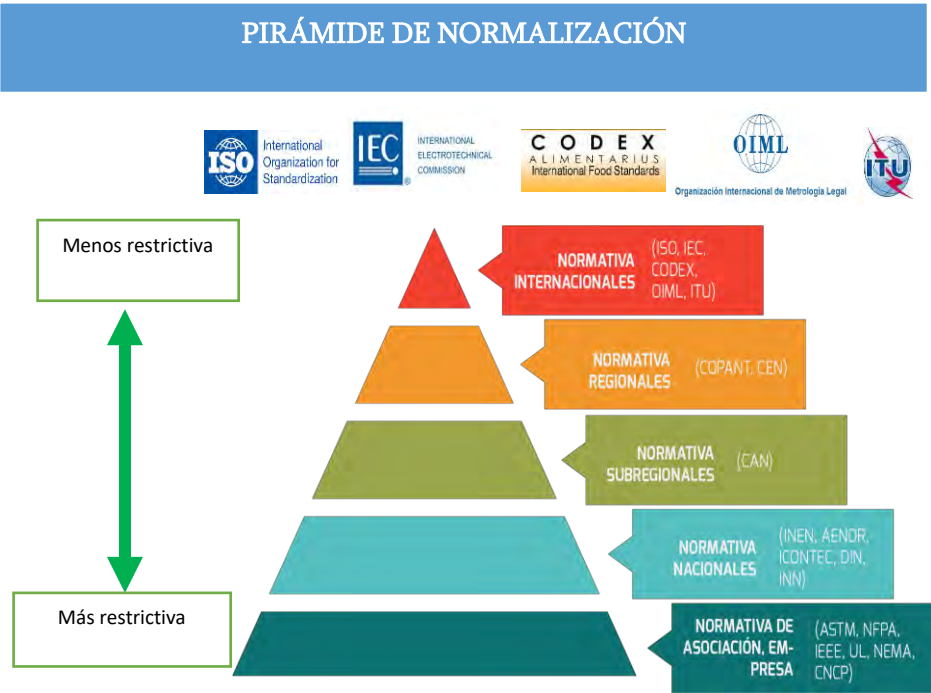 PIRÁMIDE DE NORMALIZACIÓN
ISO
International
Organization for
Standardization
IEC
®
INTERNATIONAL
ELECTROTECHNICAL
COMMISSION
CODEX
ALIMENTARIUS
International Food Standards
OIML
Organización Internacional de Metrología Legal
ITU
Menos restrictiva
NORMATIVA
INTERNACIONALES
(ISO, IEC,
CODEX,
OIML, ITU)
NORMATIVA
REGIONALES
(COPANT, CEN)
NORMATIVA
SUBREGIONALES
(CAN)
NORMATIVA
NACIONALES
(INEN, AENOR,
ICONTEC, DIN,
INN)
Más restrictiva
NORMATIVA DE
ASOCIACIÓN, EM-
PRESA
(ASTM, NFPA,
IEEE, UL, NEMA,
CNCP)